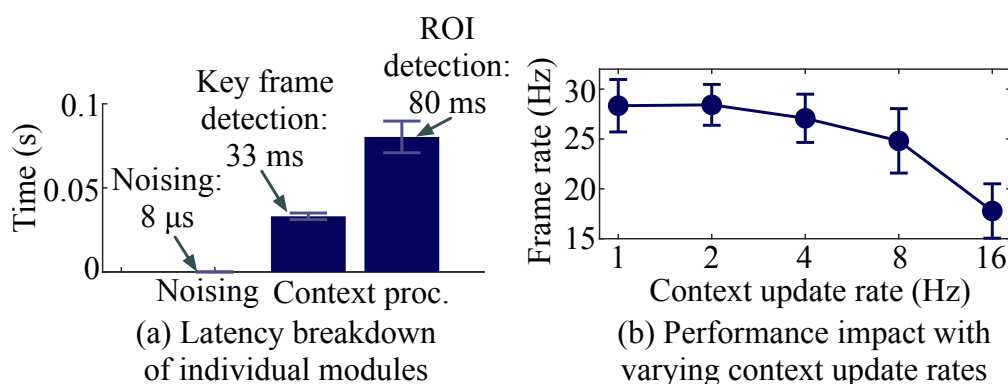 ROI
detection:
80 ms
Key frame
detection:
33 ms
Noising:
8 μs
Time (s)
0.1
0.05
0
Noising
Context proc.
(a) Latency breakdown
of individual modules
Frame rate (Hz)
30
25
20
15
1
2
4
8
16
Context update rate (Hz)
(b) Performance impact with
varying context update rates